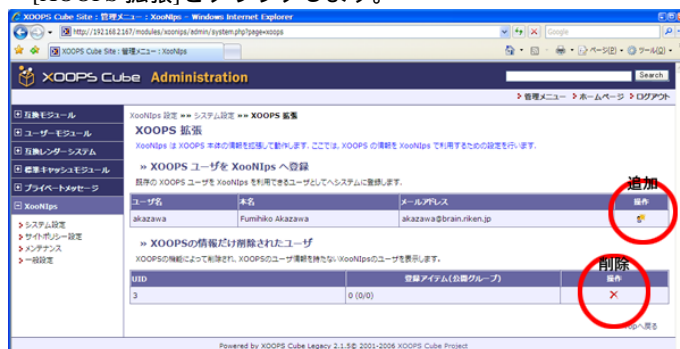 [XOOPS 拡張]をクリックします。
XOOPS Cube Site : 管理メニュー : XooNIps - Windows Internet Explorer
http://192.168.2.167/modules/xoonips/admin/system.php?page=xoops
Google
XOOPS Cube Site : 管理メニュー : XooNIps
ページ(P)
ツール(O)
XOOPS Cube Administration
Search
管理メニュー
ホームページ
ログアウト
互換モジュール
ユーザーモジュール
互換レンダーシステム
標準キャッシュモジュール
プライベートメッセージ
XooNIps
システム設定
サイトポリシー設定
メンテナンス
一般設定
XooNIps 設定 »» システム設定 »» XOOPS 拡張
XOOPS 拡張
XooNIps は XOOPS 本体の情報を拡張して動作します。ここでは、XOOPS の情報を XooNIps で利用するための設定を行います。
» XOOPS ユーザを XooNIps へ登録
既存の XOOPS ユーザを XooNIps を利用できるユーザとしてへシステムに登録します。
追加
ユーザ名 本名 メールアドレス 操作
akazawa Fumihiko Akazawa akazawa@brain.riken.jp
» XOOPSの情報だけ削除されたユーザ
XOOPSの機能によって削除され、XOOPSのユーザ情報を持たないXooNIpsのユーザを表示します。
削除
UID 登録アイテム(公開グループ) 操作
3 0 (0/0)
Topへ戻る
Powered by XOOPS Cube Legacy 2.1.5© 2001-2006 XOOPS Cube Project